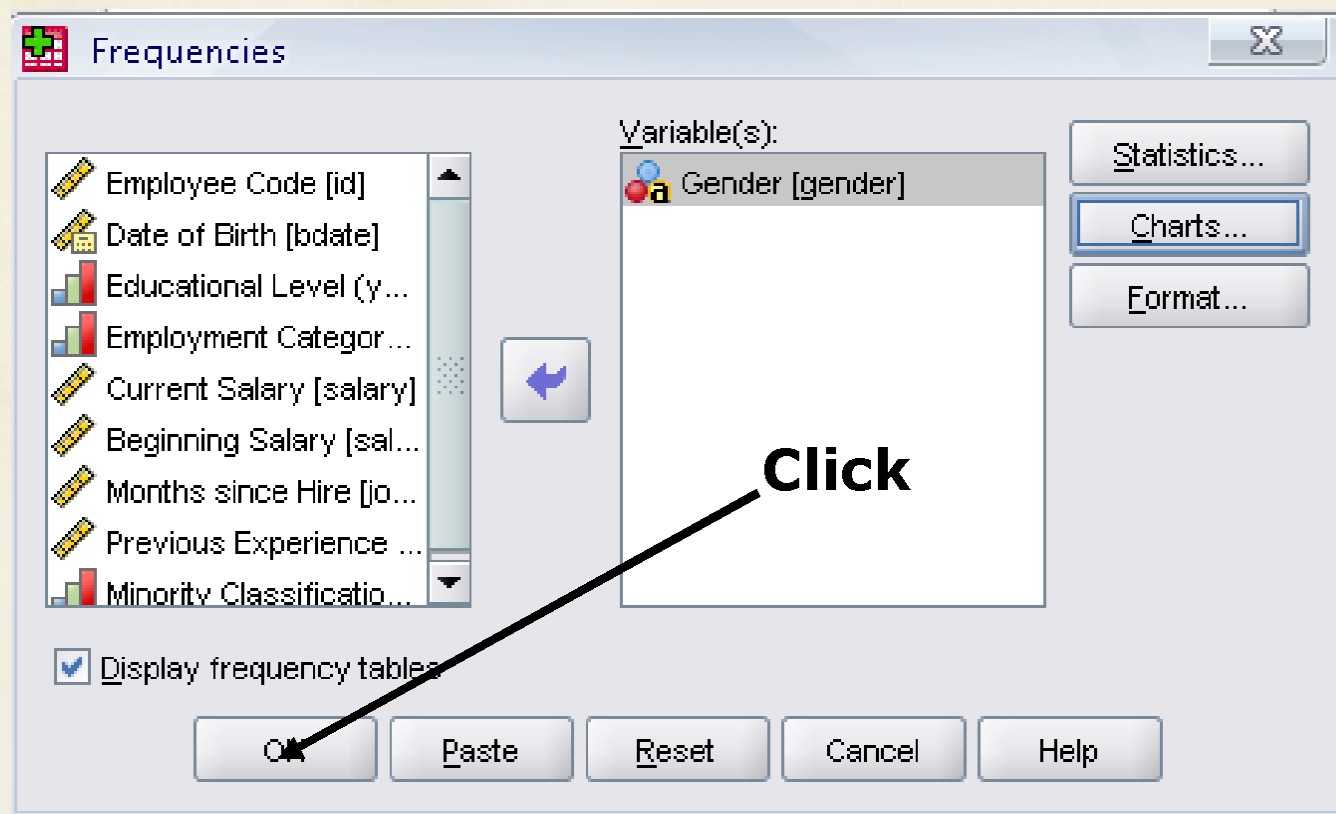 Frequencies
Variable(s):
Employee Code [id]
Date of Birth [bdate]
Educational Level (y...
Employment Categor...
Current Salary [salary]
Beginning Salary [sal...
Months since Hire [jo...
Previous Experience ...
Minority Classificatio...
Gender [gender]
Statistics...
Charts...
Format...
Click
Display frequency tables
Paste
Reset
Cancel
Help